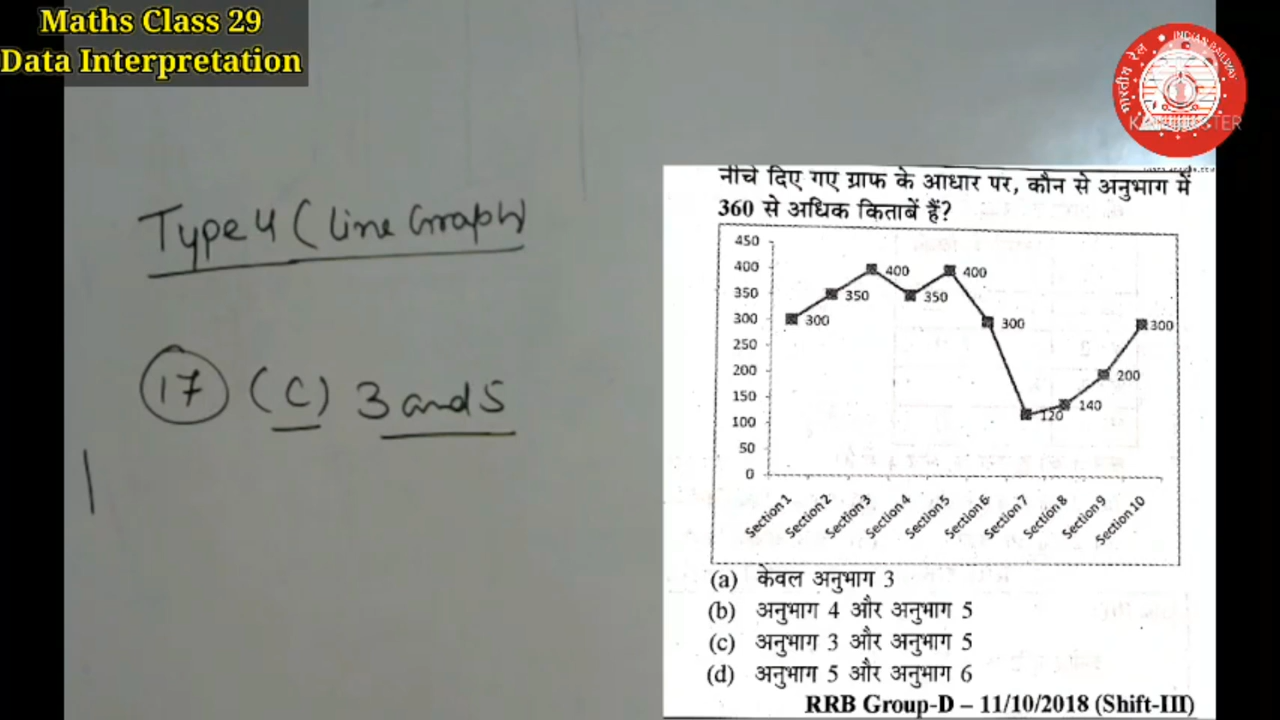 Maths Class 29
Data Interpretation
भारतीय रेल
INDIAN RAILWAY
Type 4 (Line Graph)
17 (C) 3 and 5
नीचे दिए गए ग्राफ के आधार पर, कौन से अनुभाग में
360 से अधिक किताबें हैं?
450
400
350
300
250
200
150
100
50
0
300
350
400
350
400
300
120
140
200
300
Section 1
Section 2
Section 3
Section 4
Section 5
Section 6
Section 7
Section 8
Section 9
Section 10
(a) केवल अनुभाग 3
(b) अनुभाग 4 और अनुभाग 5
(c) अनुभाग 3 और अनुभाग 5
(d) अनुभाग 5 और अनुभाग 6
RRB Group-D – 11/10/2018 (Shift-III)